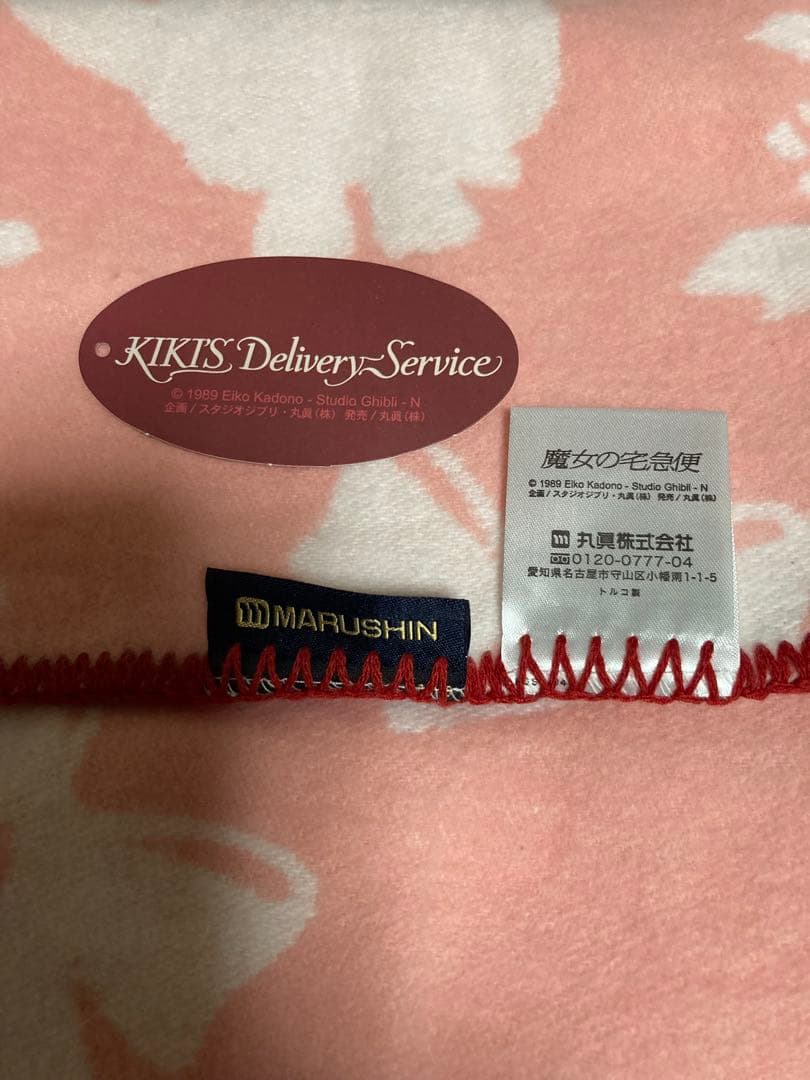 KIKI'S Delivery Service
© 1989 Eiko Kadono - Studio Ghibli - N
企画 / スタジオジブリ・丸眞(株) 発売 / 丸眞(株)
魔女の宅急便
© 1989 Eiko Kadono - Studio Ghibli - N
企画 / スタジオジブリ・丸眞(株) 発売 / 丸眞(株)
丸眞株式会社
0120-0777-04
愛知県名古屋市守山区小幡南1-1-5
トルコ製
MARUSHIN